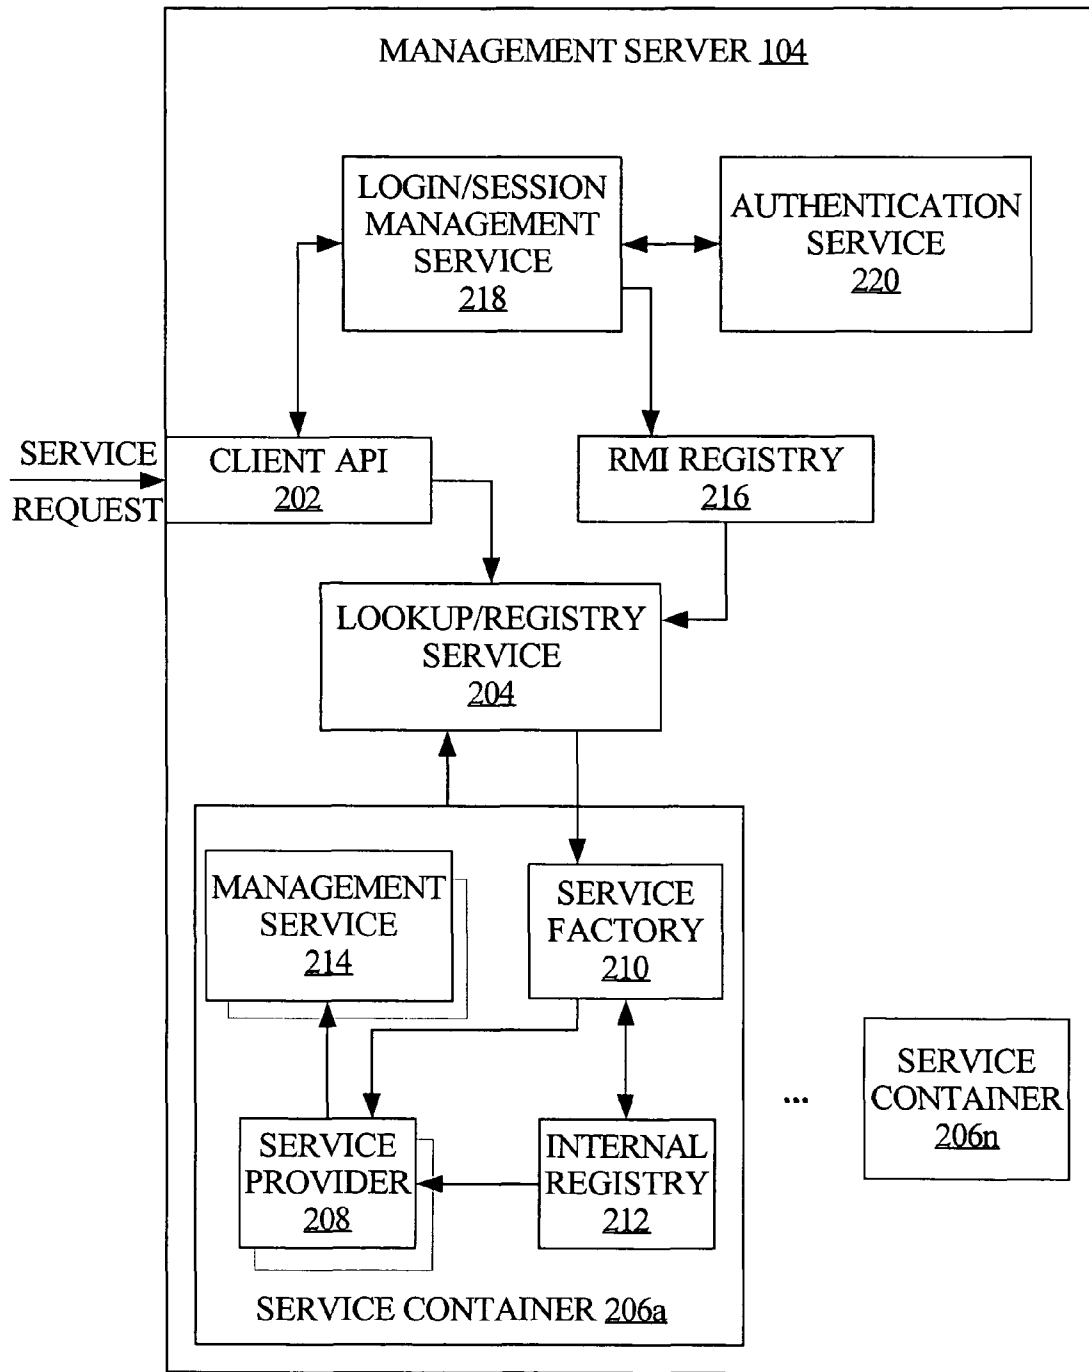 MANAGEMENT SERVER 104
LOGIN/SESSION
MANAGEMENT
SERVICE
218
AUTHENTICATION
SERVICE
220
SERVICE
REQUEST
CLIENT API
202
RMI REGISTRY
216
LOOKUP/REGISTRY
SERVICE
204
MANAGEMENT
SERVICE
214
SERVICE
FACTORY
210
SERVICE
PROVIDER
208
INTERNAL
REGISTRY
212
SERVICE CONTAINER 206a
...
SERVICE
CONTAINER
206n